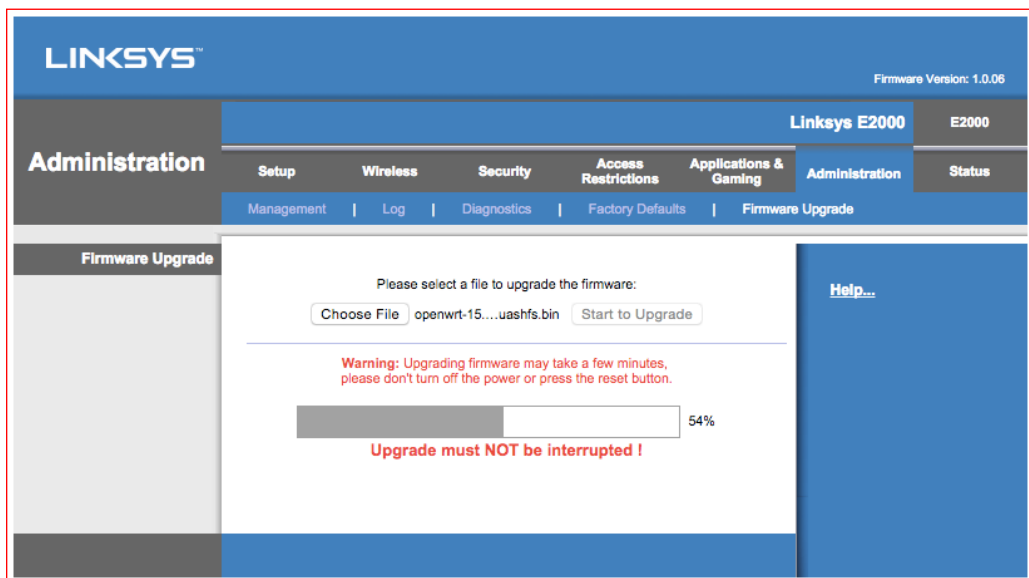 LINKSYS™
Firmware Version: 1.0.06
Linksys E2000
E2000
Administration
Setup
Wireless
Security
Access Restrictions
Applications & Gaming
Administration
Status
Management | Log | Diagnostics | Factory Defaults | Firmware Upgrade
Firmware Upgrade
Please select a file to upgrade the firmware:
Choose File openwrt-15....uashfs.bin Start to Upgrade
Warning: Upgrading firmware may take a few minutes,
please don't turn off the power or press the reset button.
54%
Upgrade must NOT be interrupted !
Help...